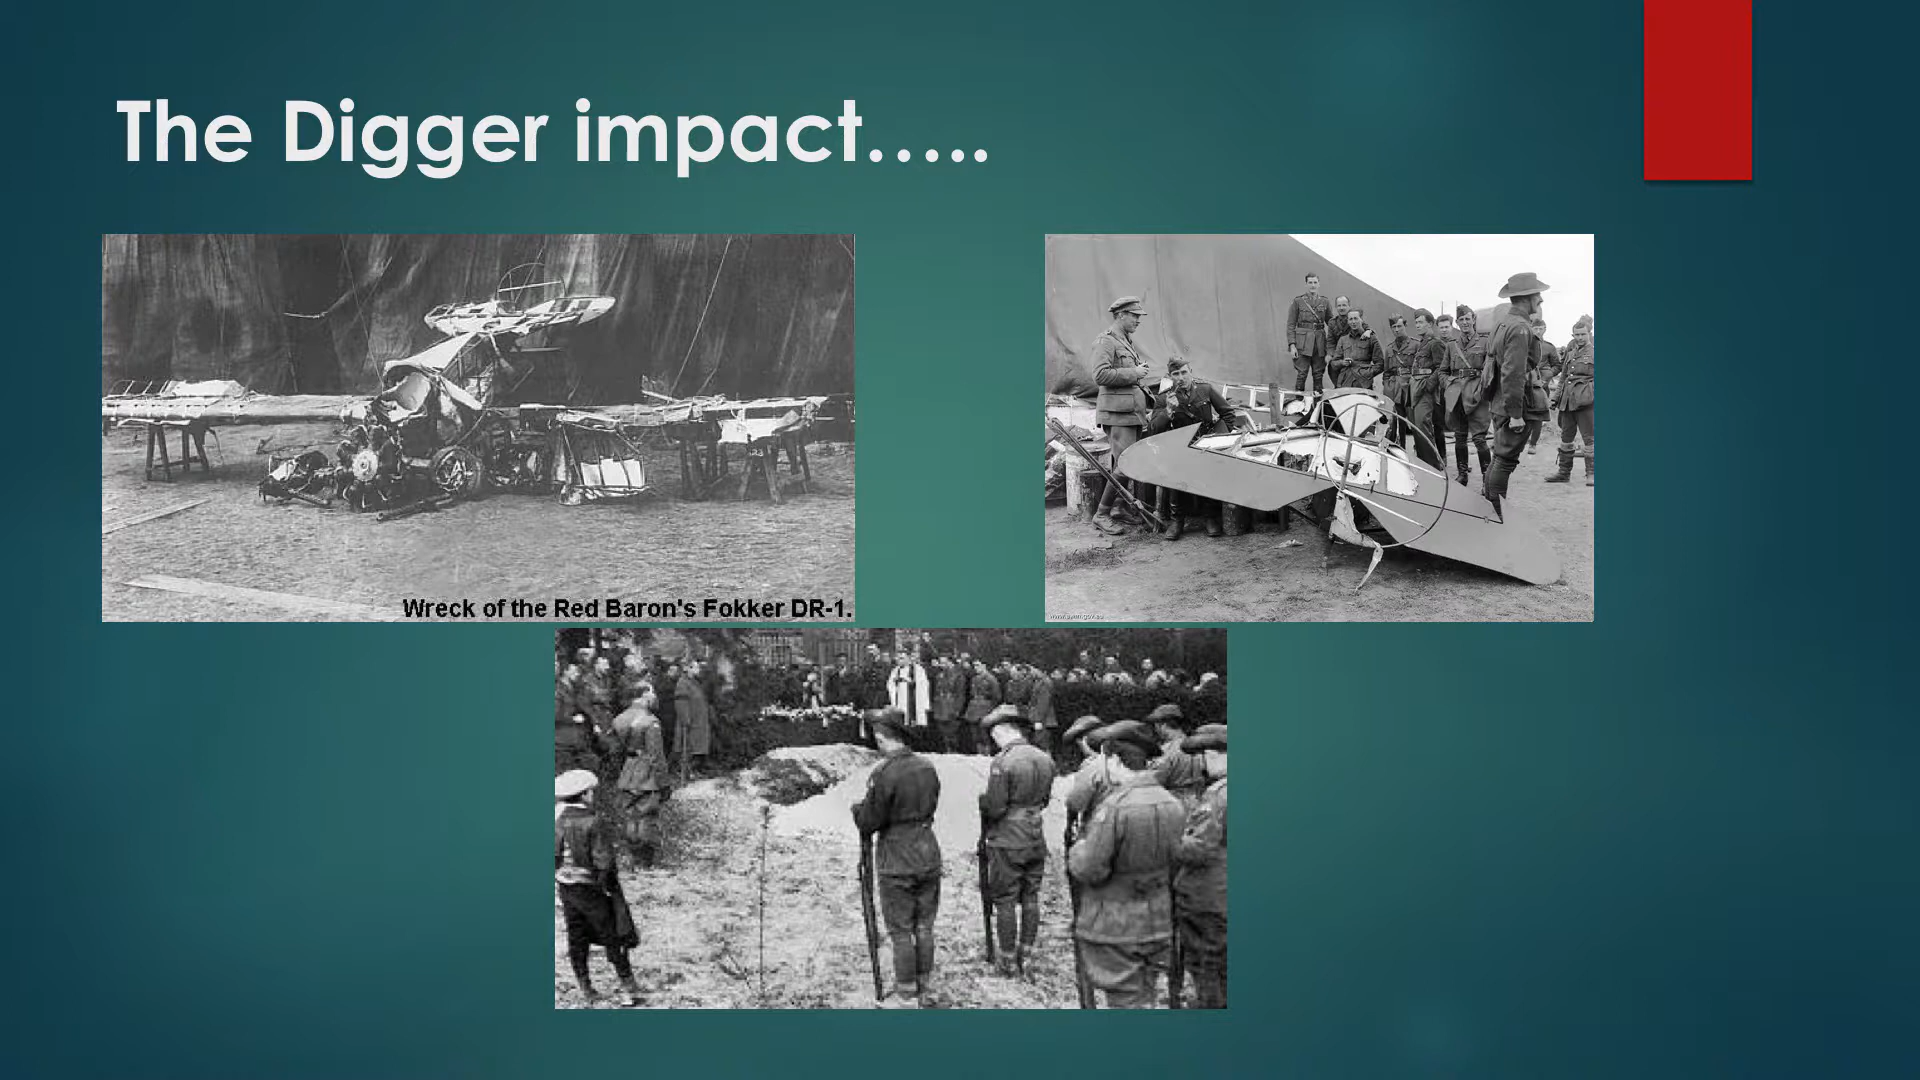 The Digger impact.....
Wreck of the Red Baron's Fokker DR-1.